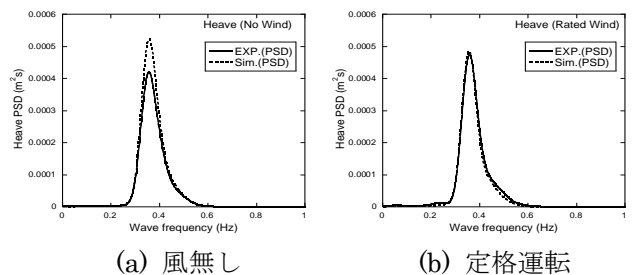 Heave (No Wind)
EXP.(PSD)
Sim.(PSD)
Heave PSD (m²s)
0.0006
0.0005
0.0004
0.0003
0.0002
0.0001
0
0 0.2 0.4 0.6 0.8 1
Wave frequency (Hz)
(a) 風無し
Heave (Rated Wind)
EXP.(PSD)
Sim.(PSD)
Heave PSD (m²s)
0.0006
0.0005
0.0004
0.0003
0.0002
0.0001
0
0 0.2 0.4 0.6 0.8 1
Wave frequency (Hz)
(b) 定格運転